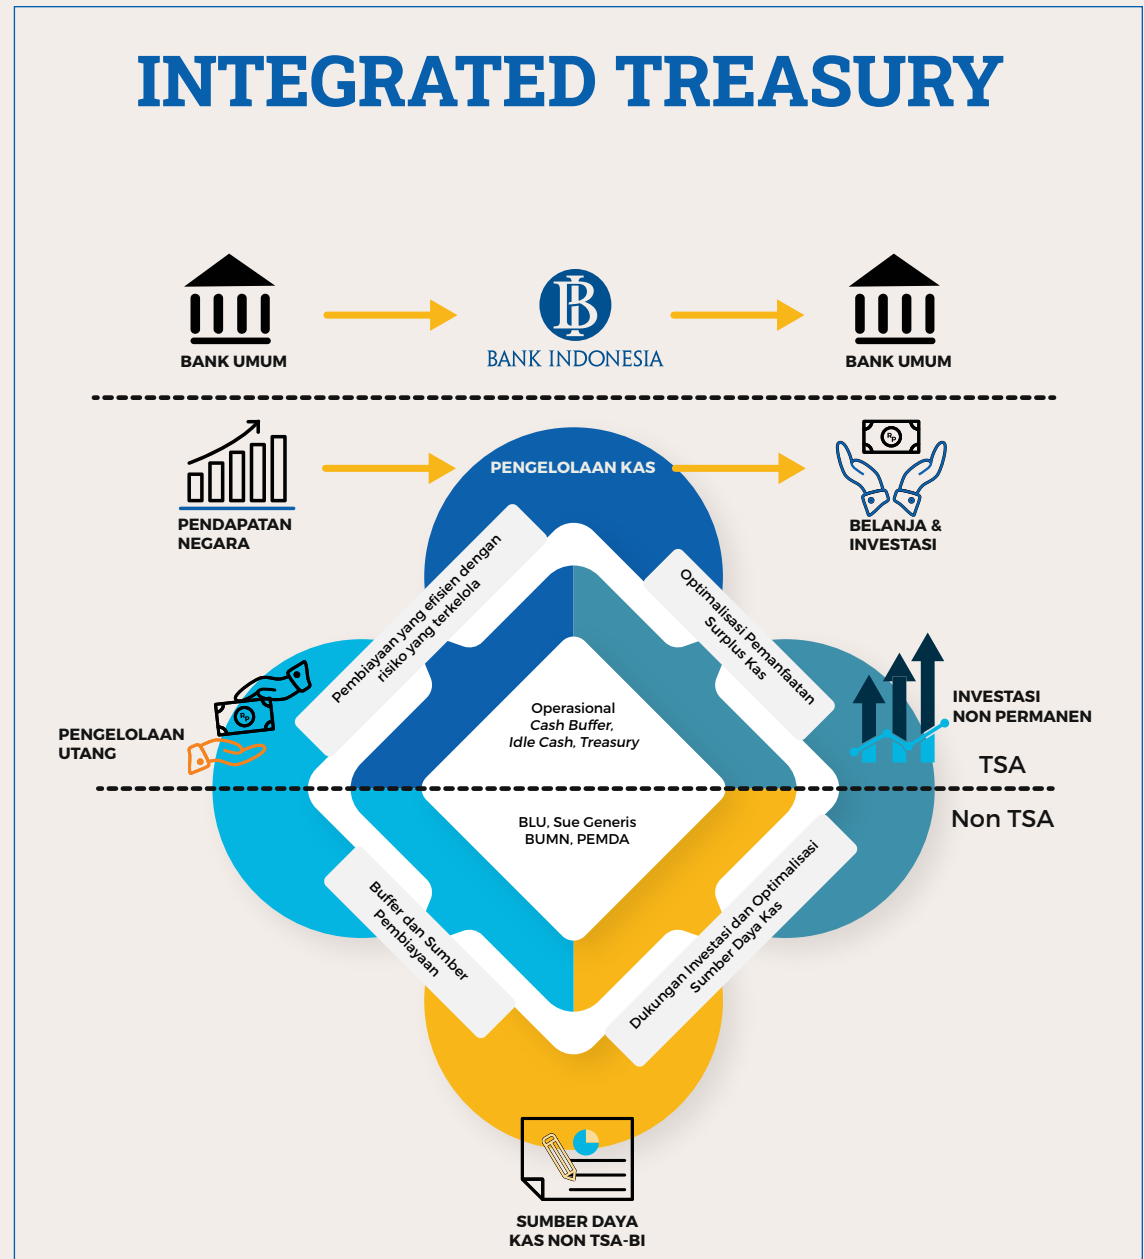 INTEGRATED TREASURY
BANK UMUM
BANK INDONESIA
BANK UMUM
PENDAPATAN
NEGARA
PENGELOLAAN KAS
Rp
BELANJA &
INVESTASI
Pembiayaan yang efisien dengan
risiko yang terkelola
Optimalisasi Pemanfaatan
Surplus Kas
PENGELOLAAN
UTANG
Rp
Operasional
Cash Buffer,
Idle Cash, Treasury
INVESTASI
NON PERMANEN
TSA
Non TSA
BLU, Sue Generis
BUMN, PEMDA
Buffer dan Sumber
Pembiayaan
Dukungan Investasi dan Optimalisasi
Sumber Daya Kas
SUMBER DAYA
KAS NON TSA-BI